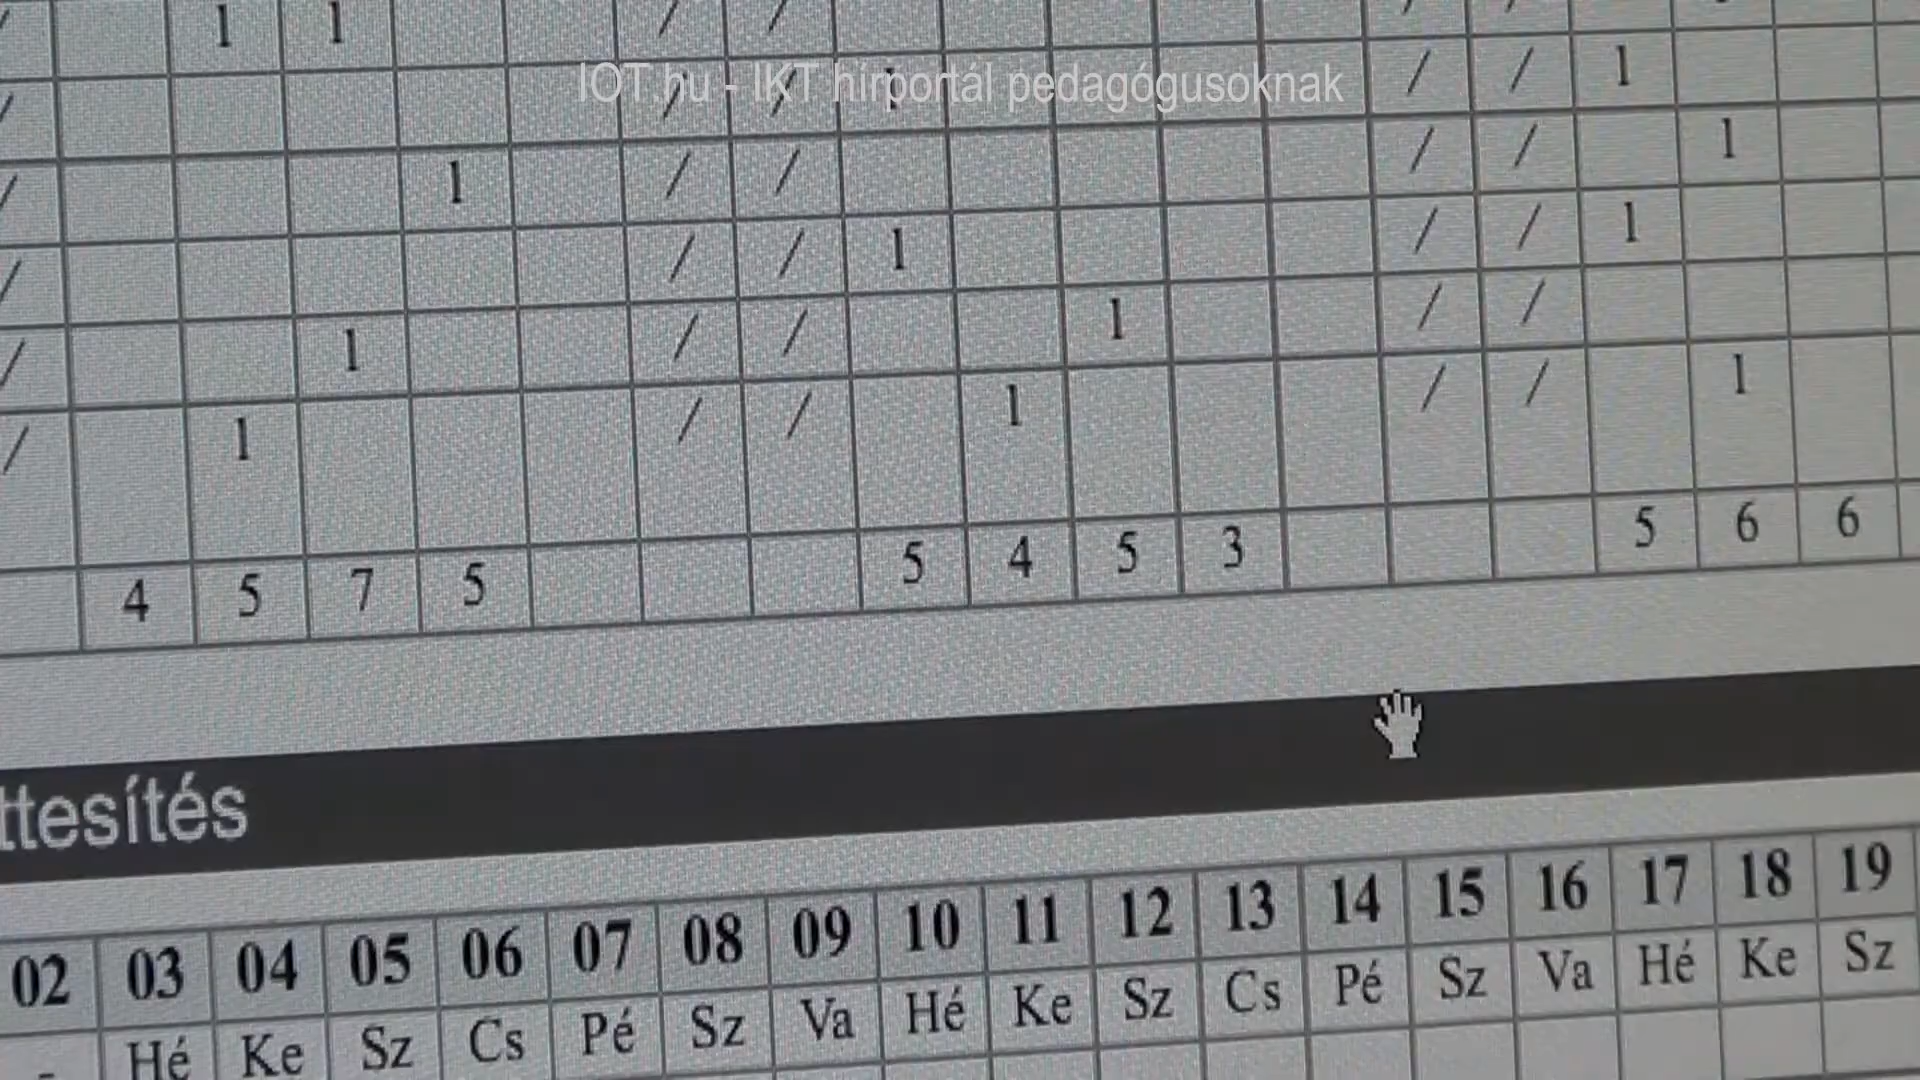 / 1 1 / / / /
IOT.hu - IKT hírportál pedagógusoknak
/ / / 1 / / 1
/ 1 / / / / 1
/ / / 1 / / 1
/ 1 / / 1 / /
/ 1 / / 1 / / 1
4 5 7 5 5 4 5 3 5 6 6
ttesítés
02 03 04 05 06 07 08 09 10 11 12 13 14 15 16 17 18 19
- Hé Ke Sz Cs Pé Sz Va Hé Ke Sz Cs Pé Sz Va Hé Ke Sz